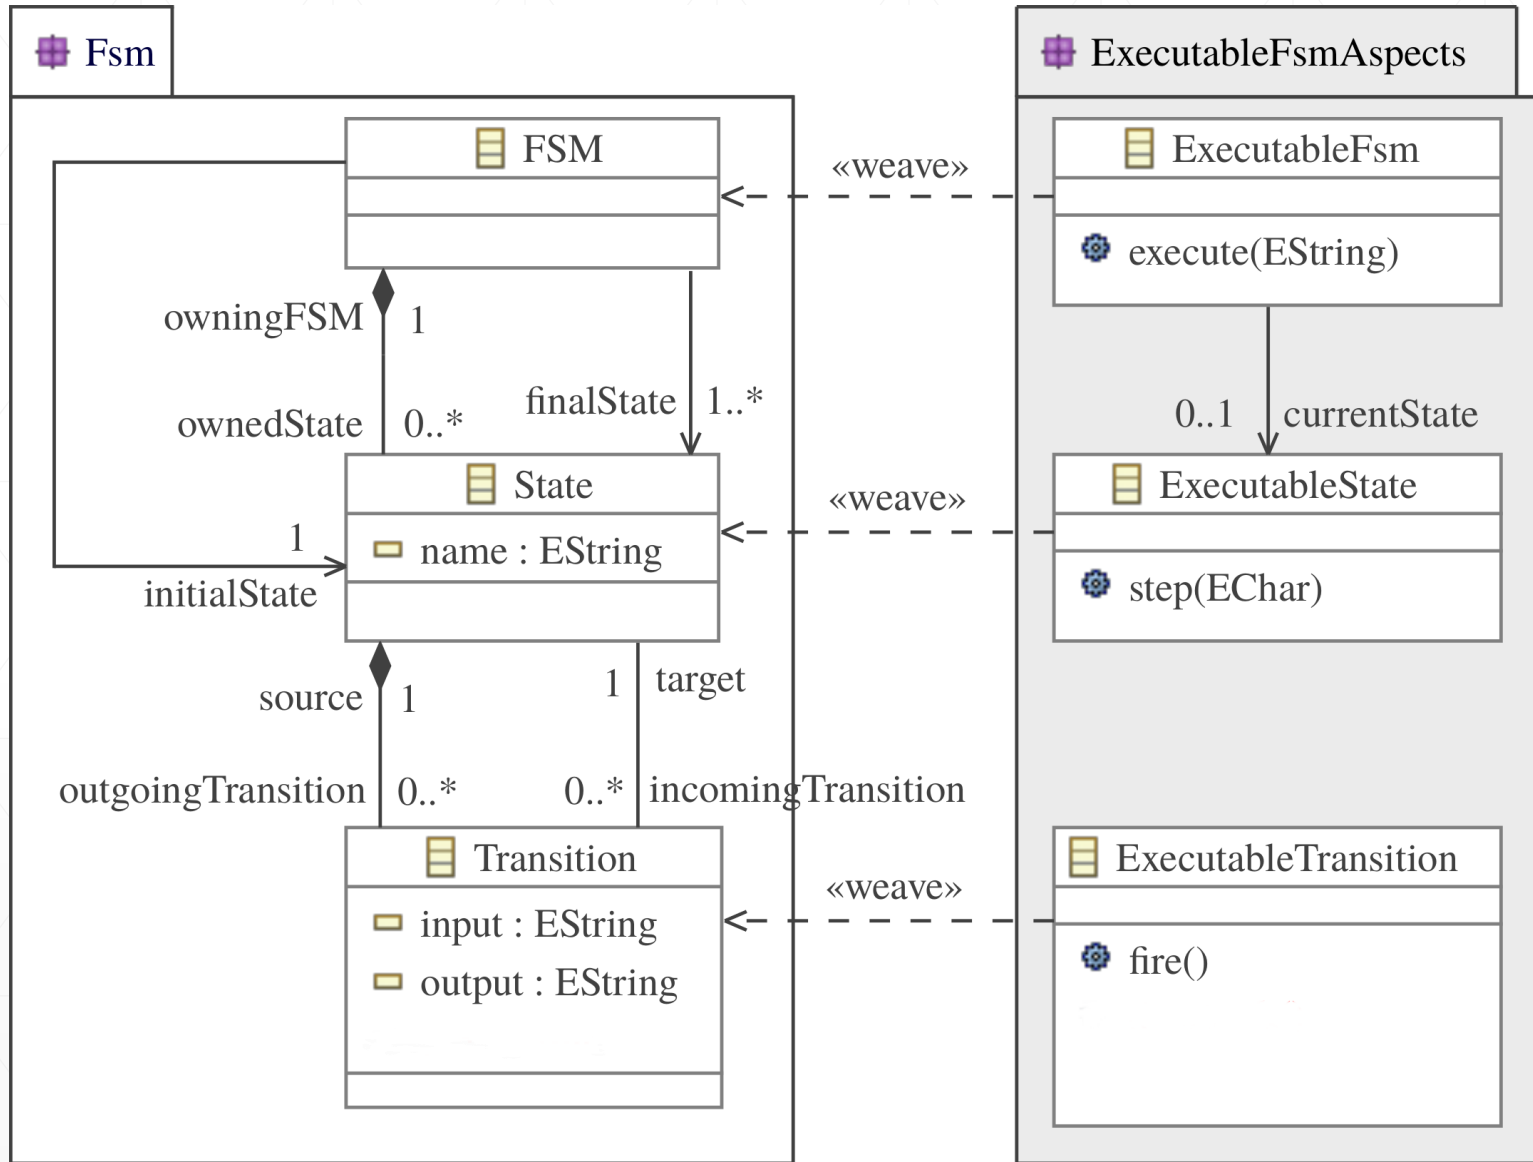 Fsm
ExecutableFsmAspects
FSM
«weave»
ExecutableFsm
execute(EString)
owningFSM 1
ownedState 0..*
finalState 1..*
0..1 currentState
State
«weave»
ExecutableState
name : EString
1
initialState
step(EChar)
source 1
1 target
outgoingTransition 0..*
0..* incomingTransition
Transition
«weave»
ExecutableTransition
input : EString
output : EString
fire()